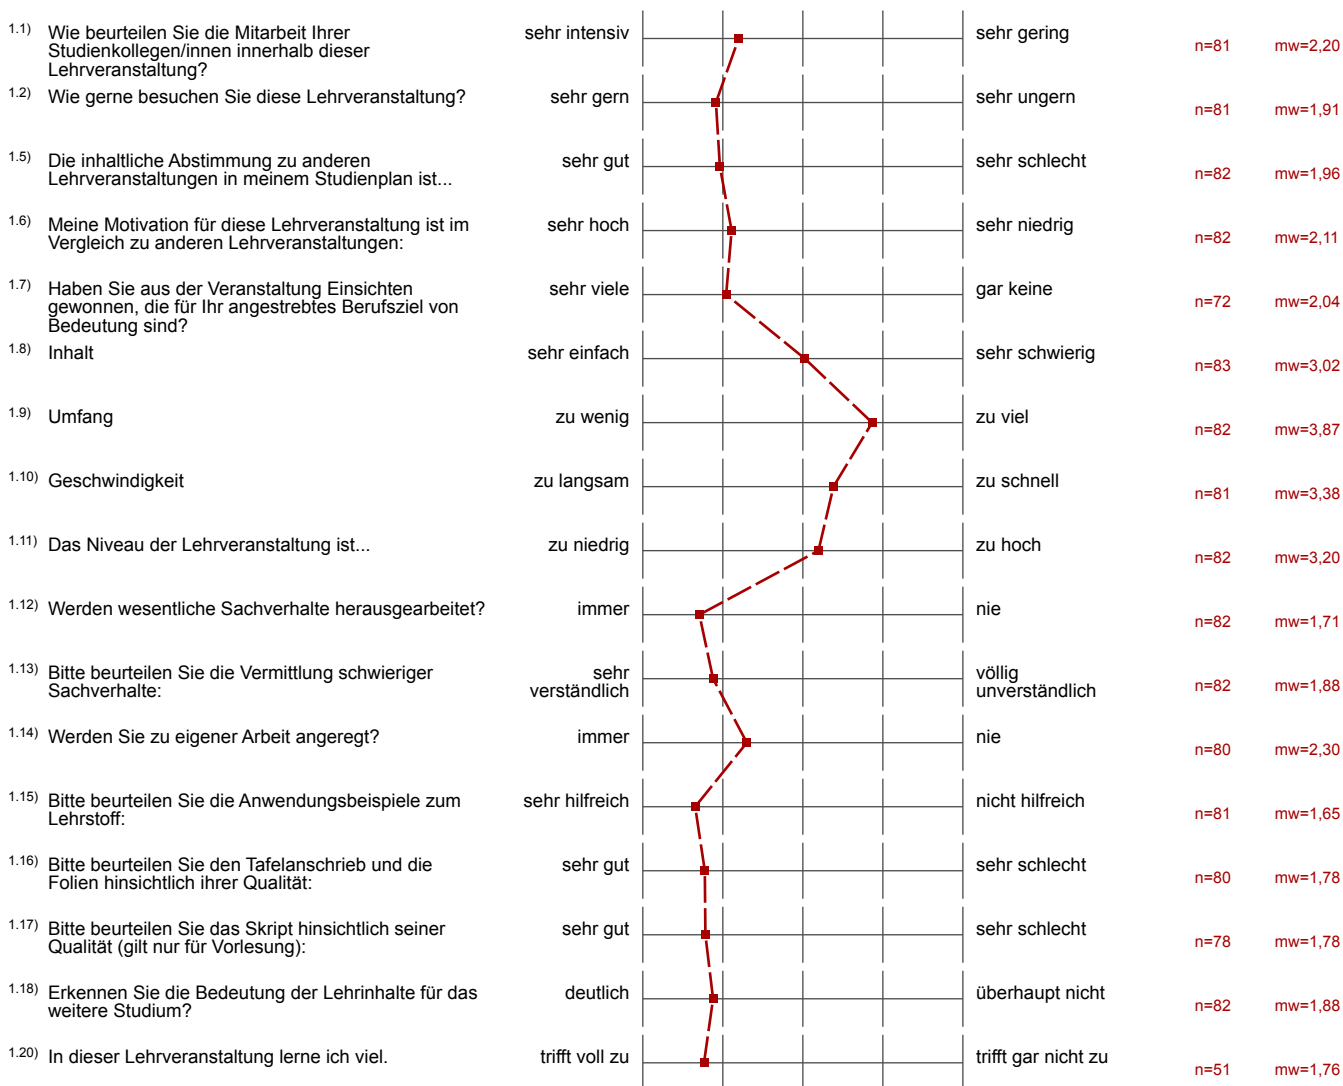 1.1) Wie beurteilen Sie die Mitarbeit Ihrer sehr intensiv sehr gering n=81 mw=2,20
Studienkollegen/innen innerhalb dieser
Lehrveranstaltung?
1.2) Wie gerne besuchen Sie diese Lehrveranstaltung? sehr gern sehr ungern n=81 mw=1,91
1.5) Die inhaltliche Abstimmung zu anderen sehr gut sehr schlecht n=82 mw=1,96
Lehrveranstaltungen in meinem Studienplan ist...
1.6) Meine Motivation für diese Lehrveranstaltung ist im sehr hoch sehr niedrig n=82 mw=2,11
Vergleich zu anderen Lehrveranstaltungen:
1.7) Haben Sie aus der Veranstaltung Einsichten sehr viele gar keine n=72 mw=2,04
gewonnen, die für Ihr angestrebtes Berufsziel von
Bedeutung sind?
1.8) Inhalt sehr einfach sehr schwierig n=83 mw=3,02
1.9) Umfang zu wenig zu viel n=82 mw=3,87
1.10) Geschwindigkeit zu langsam zu schnell n=81 mw=3,38
1.11) Das Niveau der Lehrveranstaltung ist... zu niedrig zu hoch n=82 mw=3,20
1.12) Werden wesentliche Sachverhalte herausgearbeitet? immer nie n=82 mw=1,71
1.13) Bitte beurteilen Sie die Vermittlung schwieriger sehr völlig n=82 mw=1,88
Sachverhalte: verständlich unverständlich
1.14) Werden Sie zu eigener Arbeit angeregt? immer nie n=80 mw=2,30
1.15) Bitte beurteilen Sie die Anwendungsbeispiele zum sehr hilfreich nicht hilfreich n=81 mw=1,65
Lehrstoff:
1.16) Bitte beurteilen Sie den Tafelanschrieb und die sehr gut sehr schlecht n=80 mw=1,78
Folien hinsichtlich ihrer Qualität:
1.17) Bitte beurteilen Sie das Skript hinsichtlich seiner sehr gut sehr schlecht n=78 mw=1,78
Qualität (gilt nur für Vorlesung):
1.18) Erkennen Sie die Bedeutung der Lehrinhalte für das deutlich überhaupt nicht n=82 mw=1,88
weitere Studium?
1.20) In dieser Lehrveranstaltung lerne ich viel. trifft voll zu trifft gar nicht zu n=51 mw=1,76